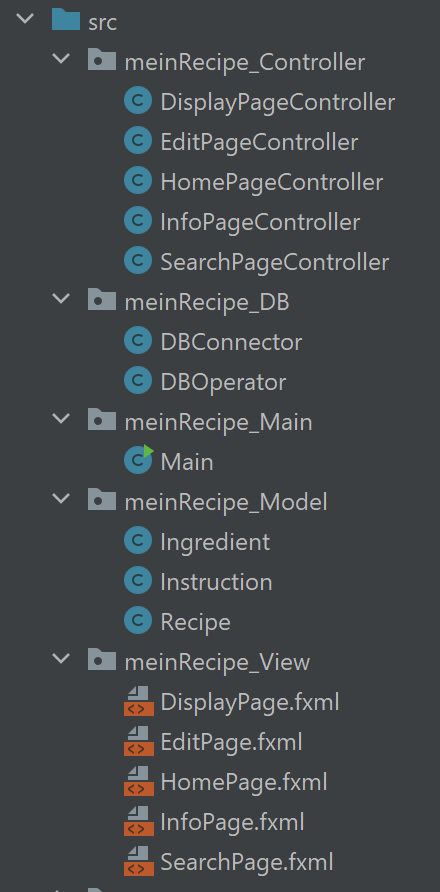 src
meinRecipe_Controller
DisplayPageController
EditPageController
HomePageController
InfoPageController
SearchPageController
meinRecipe_DB
DBConnector
DBOperator
meinRecipe_Main
Main
meinRecipe_Model
Ingredient
Instruction
Recipe
meinRecipe_View
DisplayPage.fxml
EditPage.fxml
HomePage.fxml
InfoPage.fxml
SearchPage.fxml